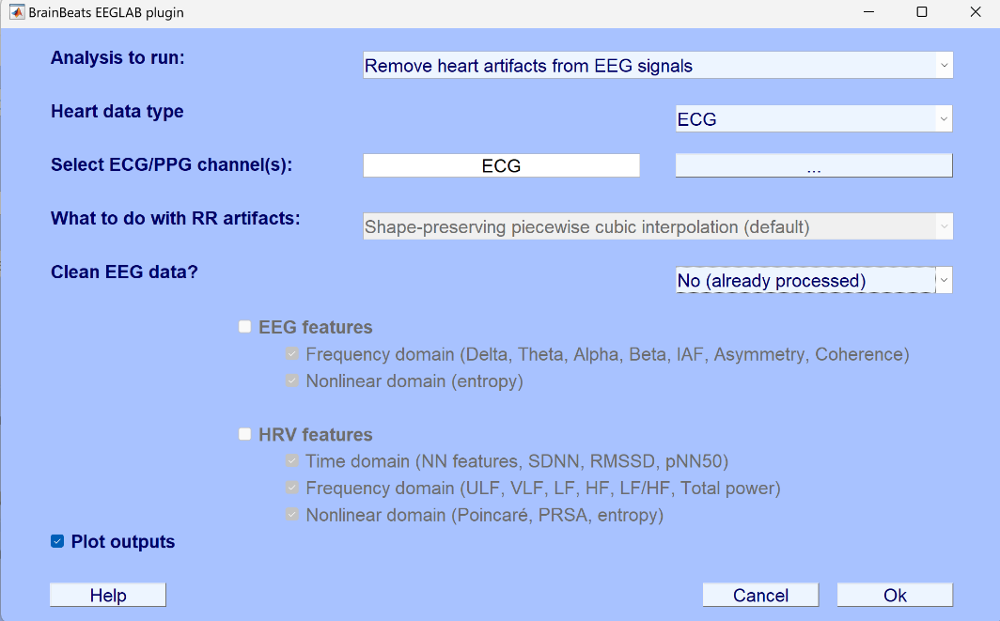 BrainBeats EEGLAB plugin
Analysis to run:
Remove heart artifacts from EEG signals
Heart data type
ECG
Select ECG/PPG channel(s):
ECG
...
What to do with RR artifacts:
Shape-preserving piecewise cubic interpolation (default)
Clean EEG data?
No (already processed)
EEG features
Frequency domain (Delta, Theta, Alpha, Beta, IAF, Asymmetry, Coherence)
Nonlinear domain (entropy)
HRV features
Time domain (NN features, SDNN, RMSSD, pNN50)
Frequency domain (ULF, VLF, LF, HF, LF/HF, Total power)
Nonlinear domain (Poincaré, PRSA, entropy)
Plot outputs
Help
Cancel
Ok